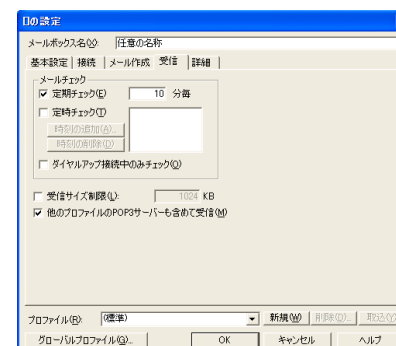 Πの設定
メールボックス名(X): 任意の名称
基本設定 接続 メール作成 受信 詳細
メールチェック
定期チェック(E) 10 分毎
定時チェック(T)
時刻の追加(A)...
時刻の削除(D)
ダイヤルアップ接続中のみチェック(O)
受信サイズ制限(L): 1024 KB
他のプロファイルのPOP3サーバーも含めて受信(M)
プロファイル(R): (標準) 新規(W) 削除(D)... 取込(Y)
グローバルプロファイル(G)... OK キャンセル ヘルプ